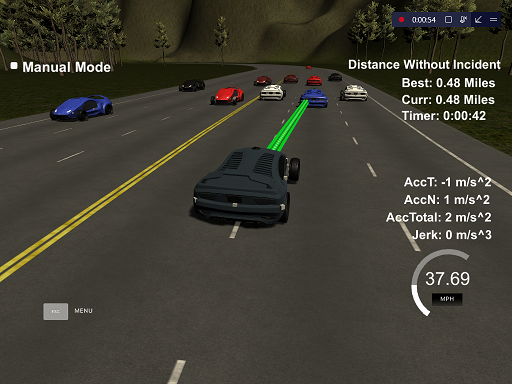 0:00:54
Manual Mode
Distance Without Incident
Best: 0.48 Miles
Curr: 0.48 Miles
Timer: 0:00:42
AccT: -1 m/s^2
AccN: 1 m/s^2
AccTotal: 2 m/s^2
Jerk: 0 m/s^3
37.69
MPH
ESC MENU